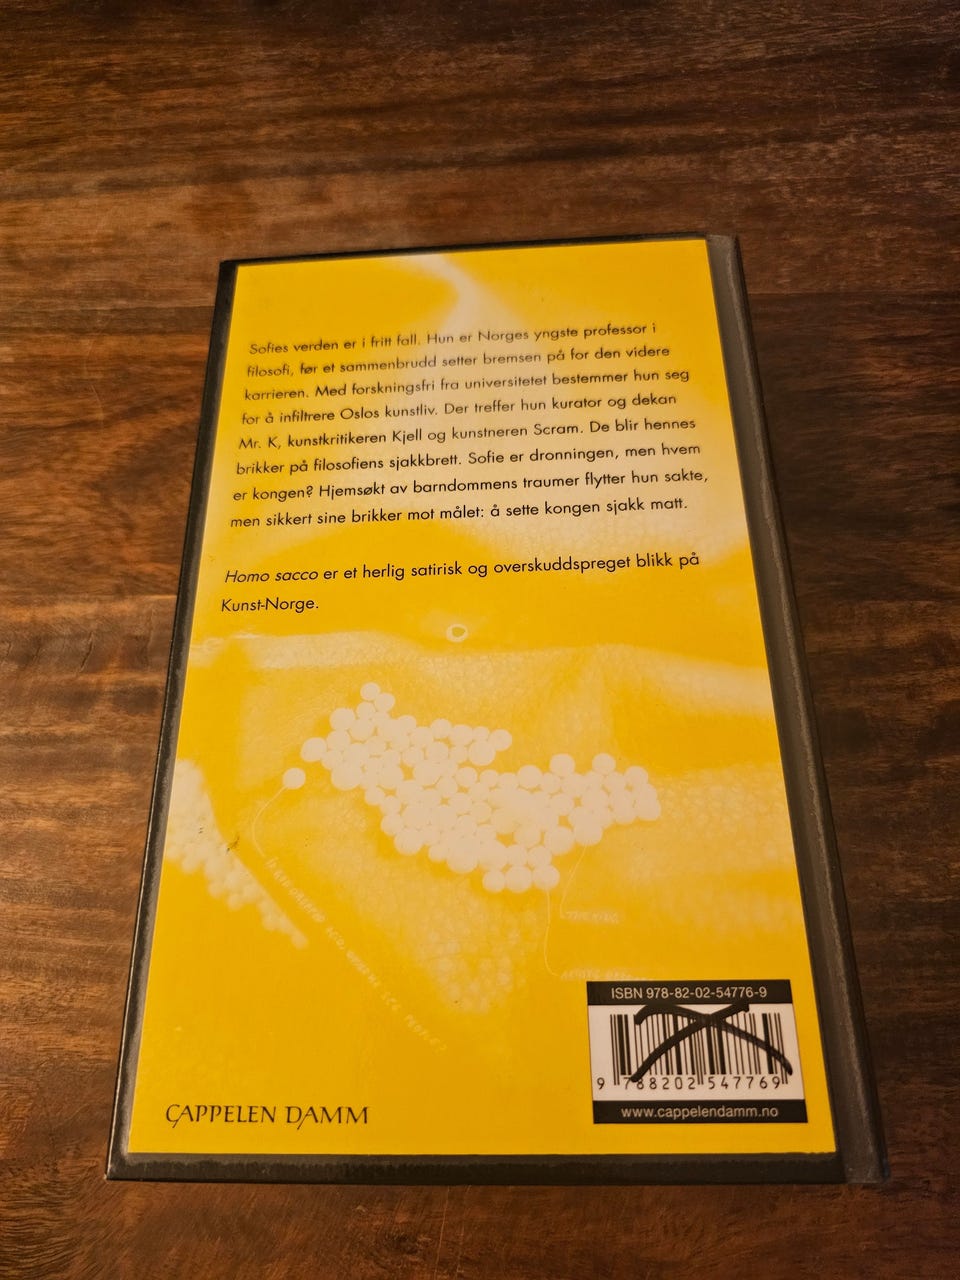 Sofies verden er i fritt fall. Hun er Norges yngste professor i
filosofi, før et sammenbrudd setter bremsen på for den videre
karrieren. Med forskningsfri fra universitetet bestemmer hun seg
for å infiltrere Oslos kunstliv. Der treffer hun kurator og dekan
Mr. K, kunstkritikeren Kjell og kunstneren Scram. De blir hennes
brikker på filosofiens sjakkbrett. Sofie er dronningen, men hvem
er kongen? Hjemsøkt av barndommens traumer flytter hun sakte,
men sikkert sine brikker mot målet: å sette kongen sjakk matt.
Homo sacco er et herlig satirisk og overskuddspreget blikk på
Kunst-Norge.
THE KING
PEOPLE?
ISBN 978-82-02-54776-9
9 788202 547769
www.cappelendamm.no
CAPPELEN DAMM